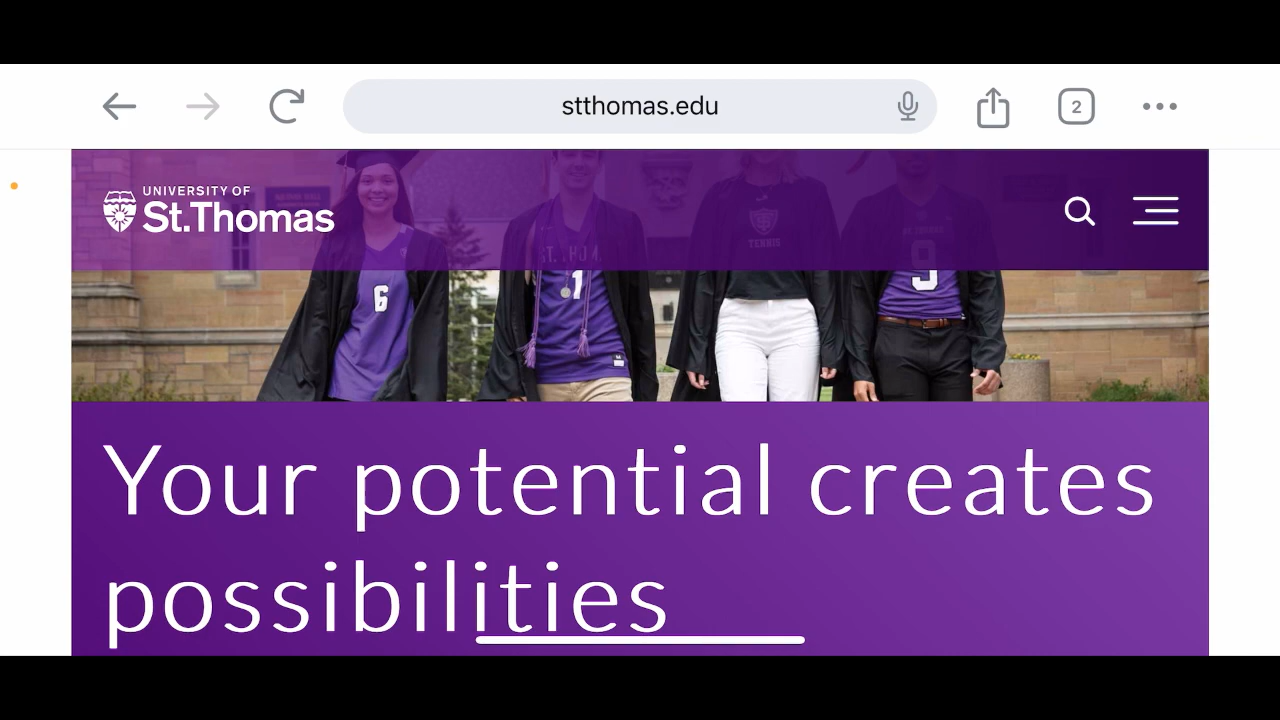 stthomas.edu
2
UNIVERSITY OF
St.Thomas
TENNIS
6
1
9
Your potential creates
possibilities